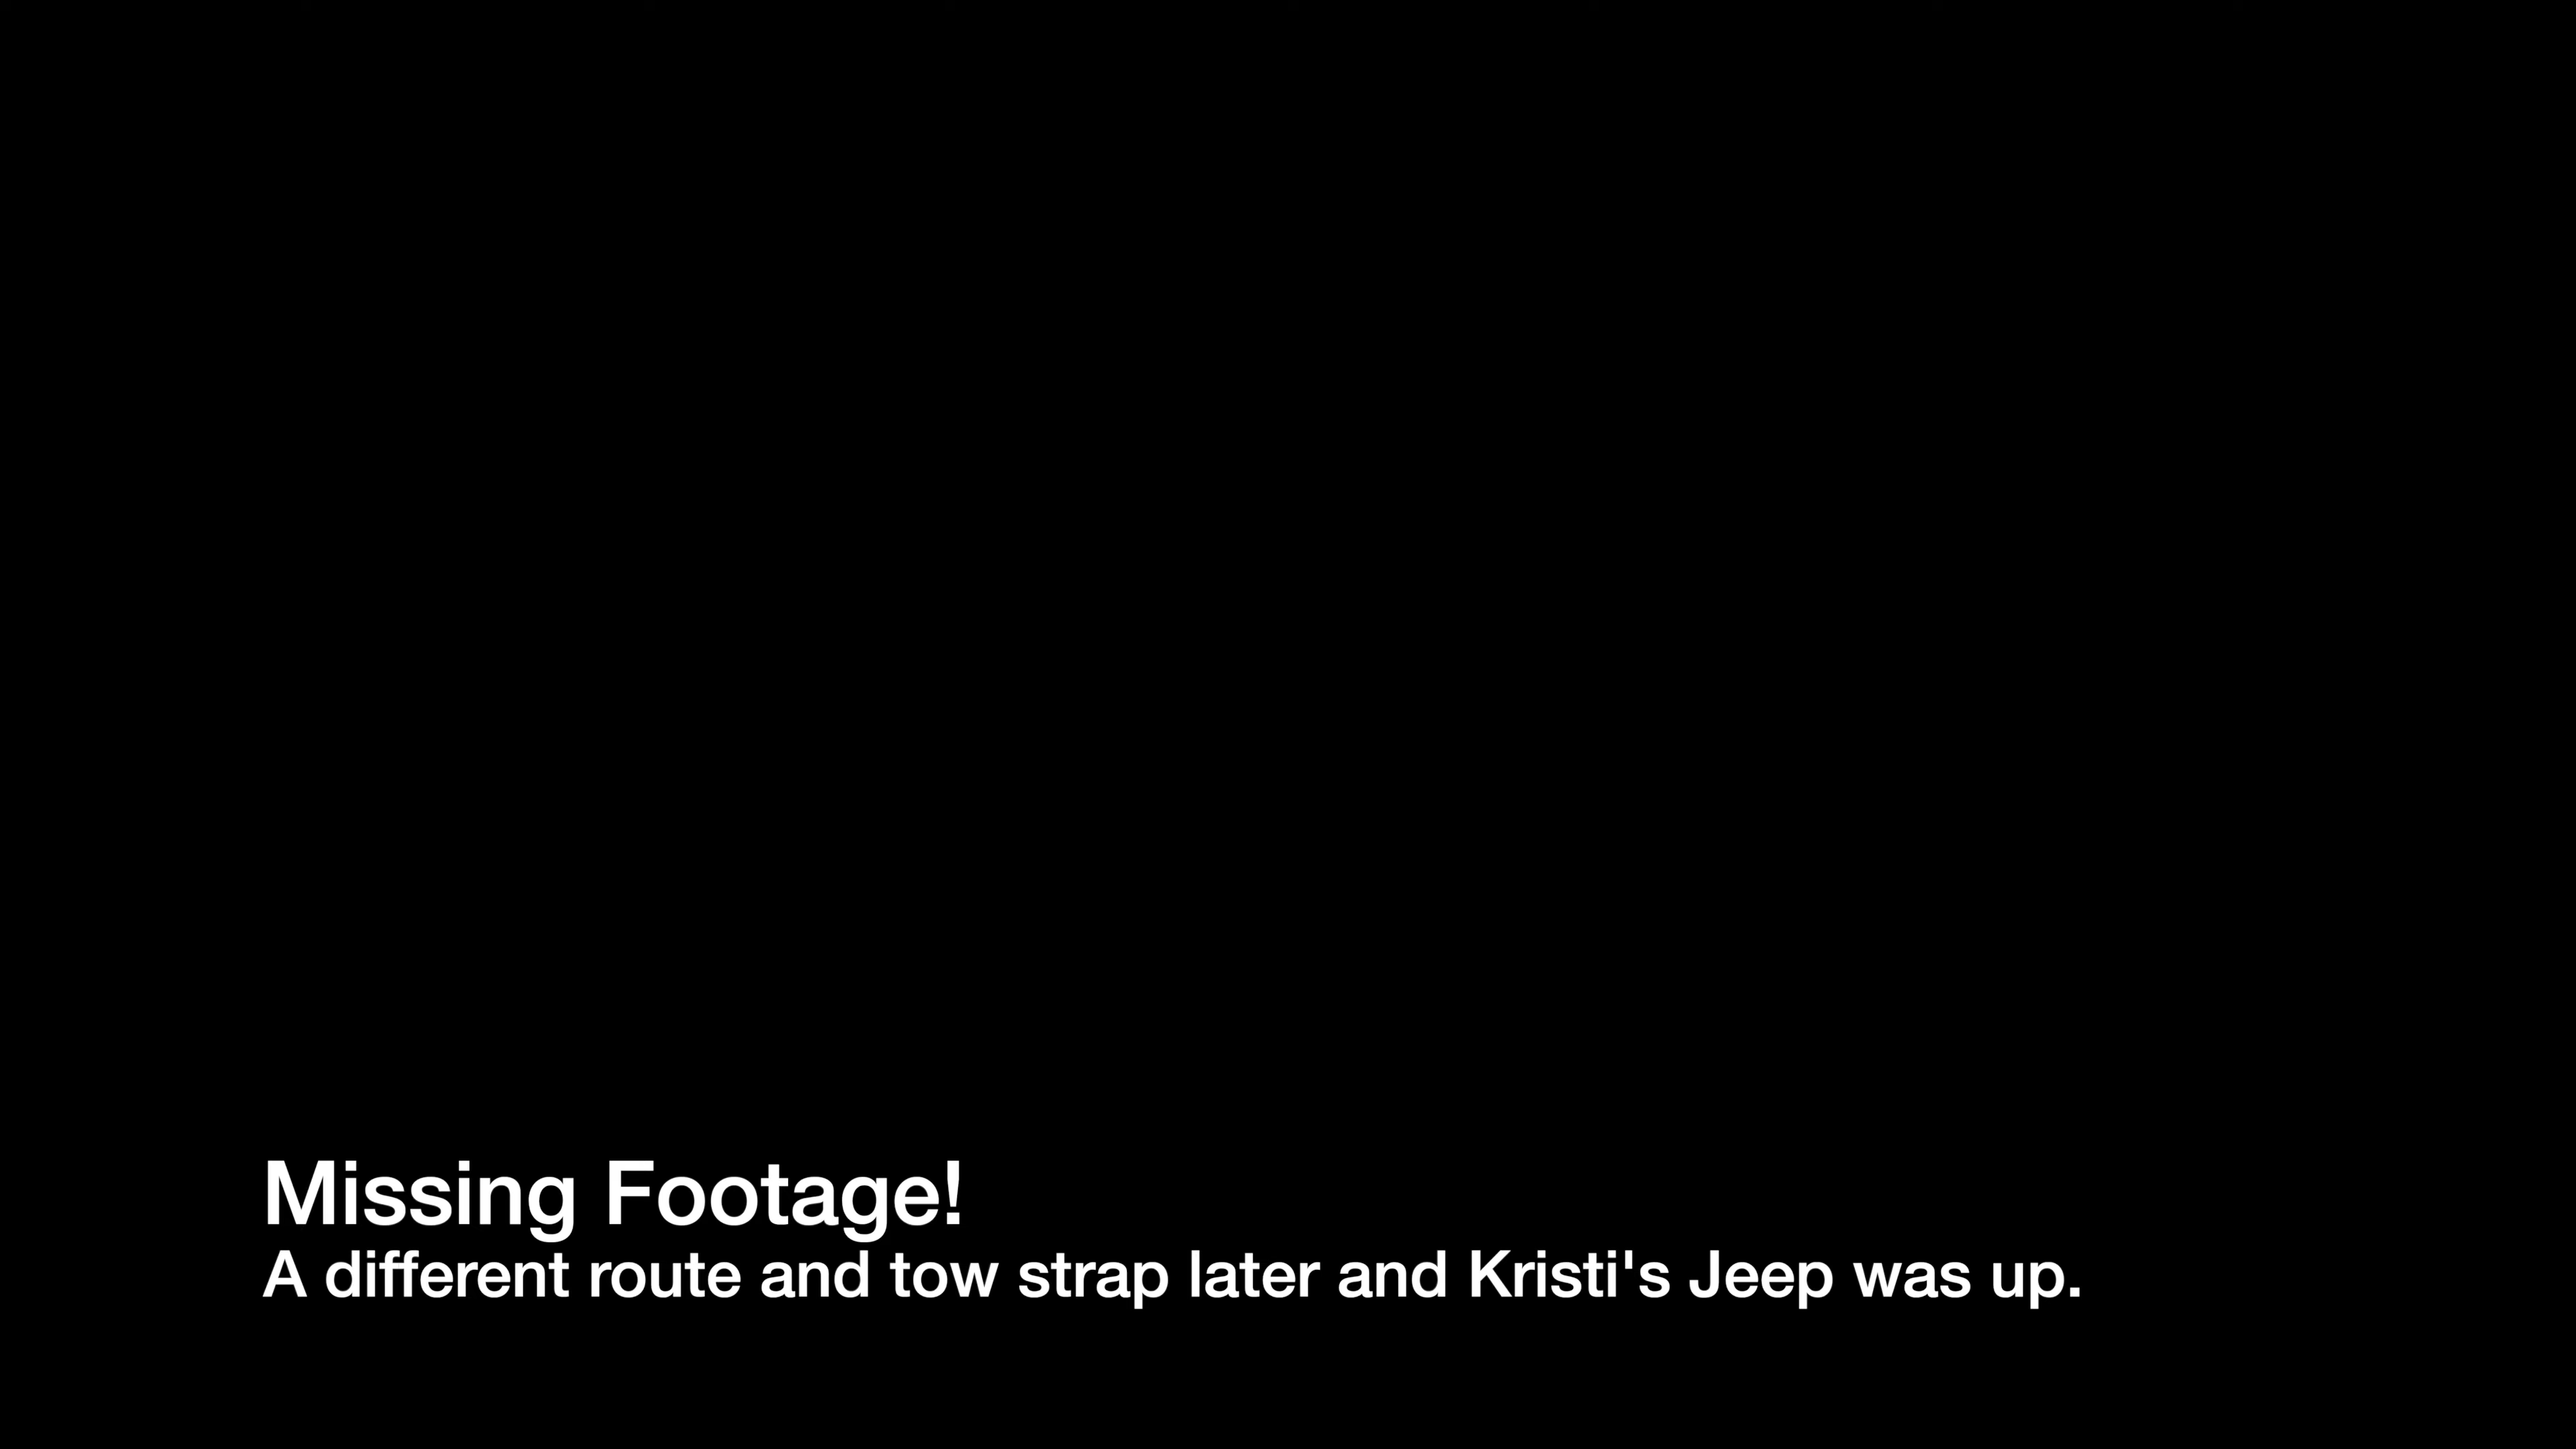 Missing Footage!
A different route and tow strap later and Kristi's Jeep was up.